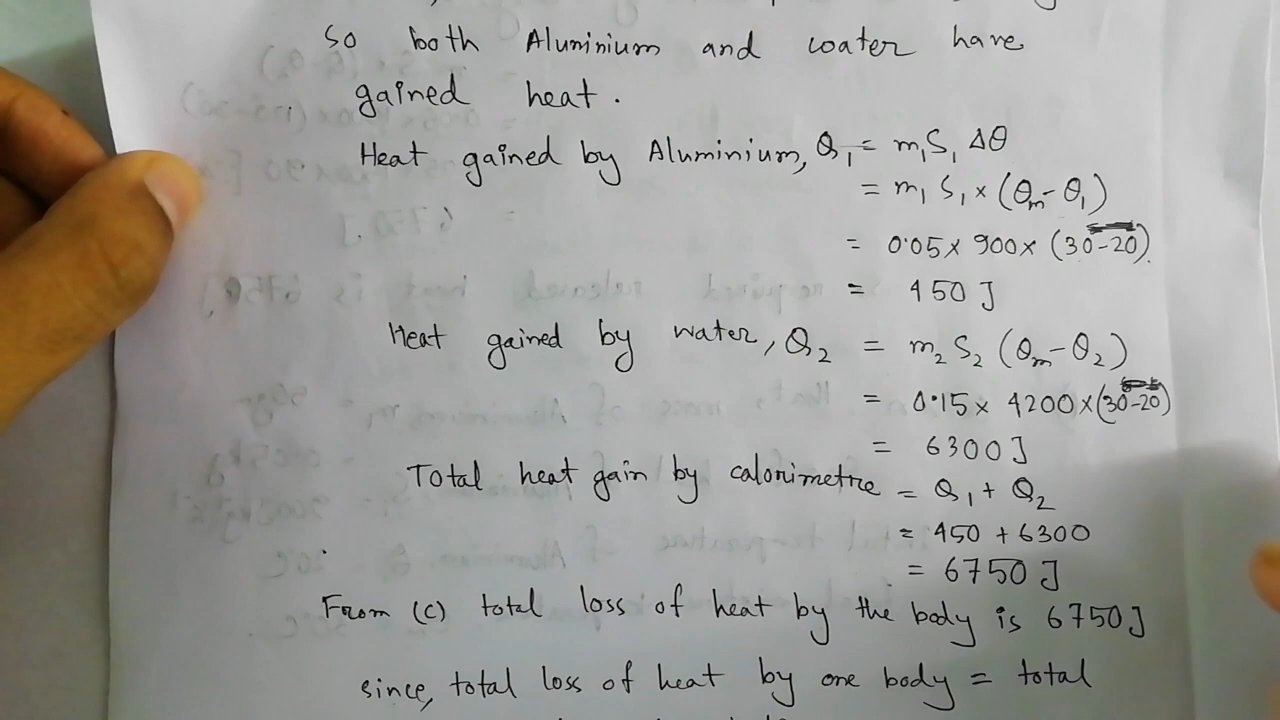 So both Aluminium and water have
gained heat.
Heat gained by Aluminium, Q₁ = m₁S₁ Δθ
= m₁ S₁ × (θm - θ₁)
= 0.05 × 900 × (30-20)
= 450 J
Heat gained by water, Q₂ = m₂ S₂ (θm - θ₂)
= 0.15 × 4200 × (30-20)
= 6300 J
Total heat gain by calorimetre = Q₁ + Q₂
= 450 + 6300
= 6750 J
From (c) total loss of heat by the body is 6750 J
since, total loss of heat by one body = total